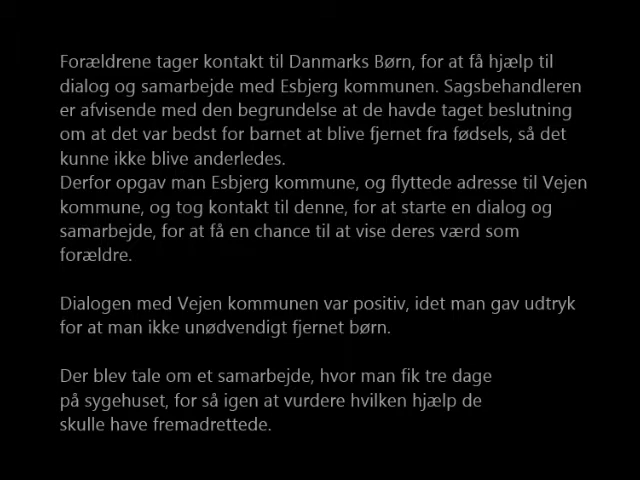 Forældrene tager kontakt til Danmarks Børn, for at få hjælp til
dialog og samarbejde med Esbjerg kommunen. Sagsbehandleren
er afvisende med den begrundelse at de havde taget beslutning
om at det var bedst for barnet at blive fjernet fra fødsels, så det
kunne ikke blive anderledes.
Derfor opgav man Esbjerg kommune, og flyttede adresse til Vejen
kommune, og tog kontakt til denne, for at starte en dialog og
samarbejde, for at få en chance til at vise deres værd som
forældre.
Dialogen med Vejen kommunen var positiv, idet man gav udtryk
for at man ikke unødvendigt fjernet børn.
Der blev tale om et samarbejde, hvor man fik tre dage
på sygehuset, for så igen at vurdere hvilken hjælp de
skulle have fremadrettede.